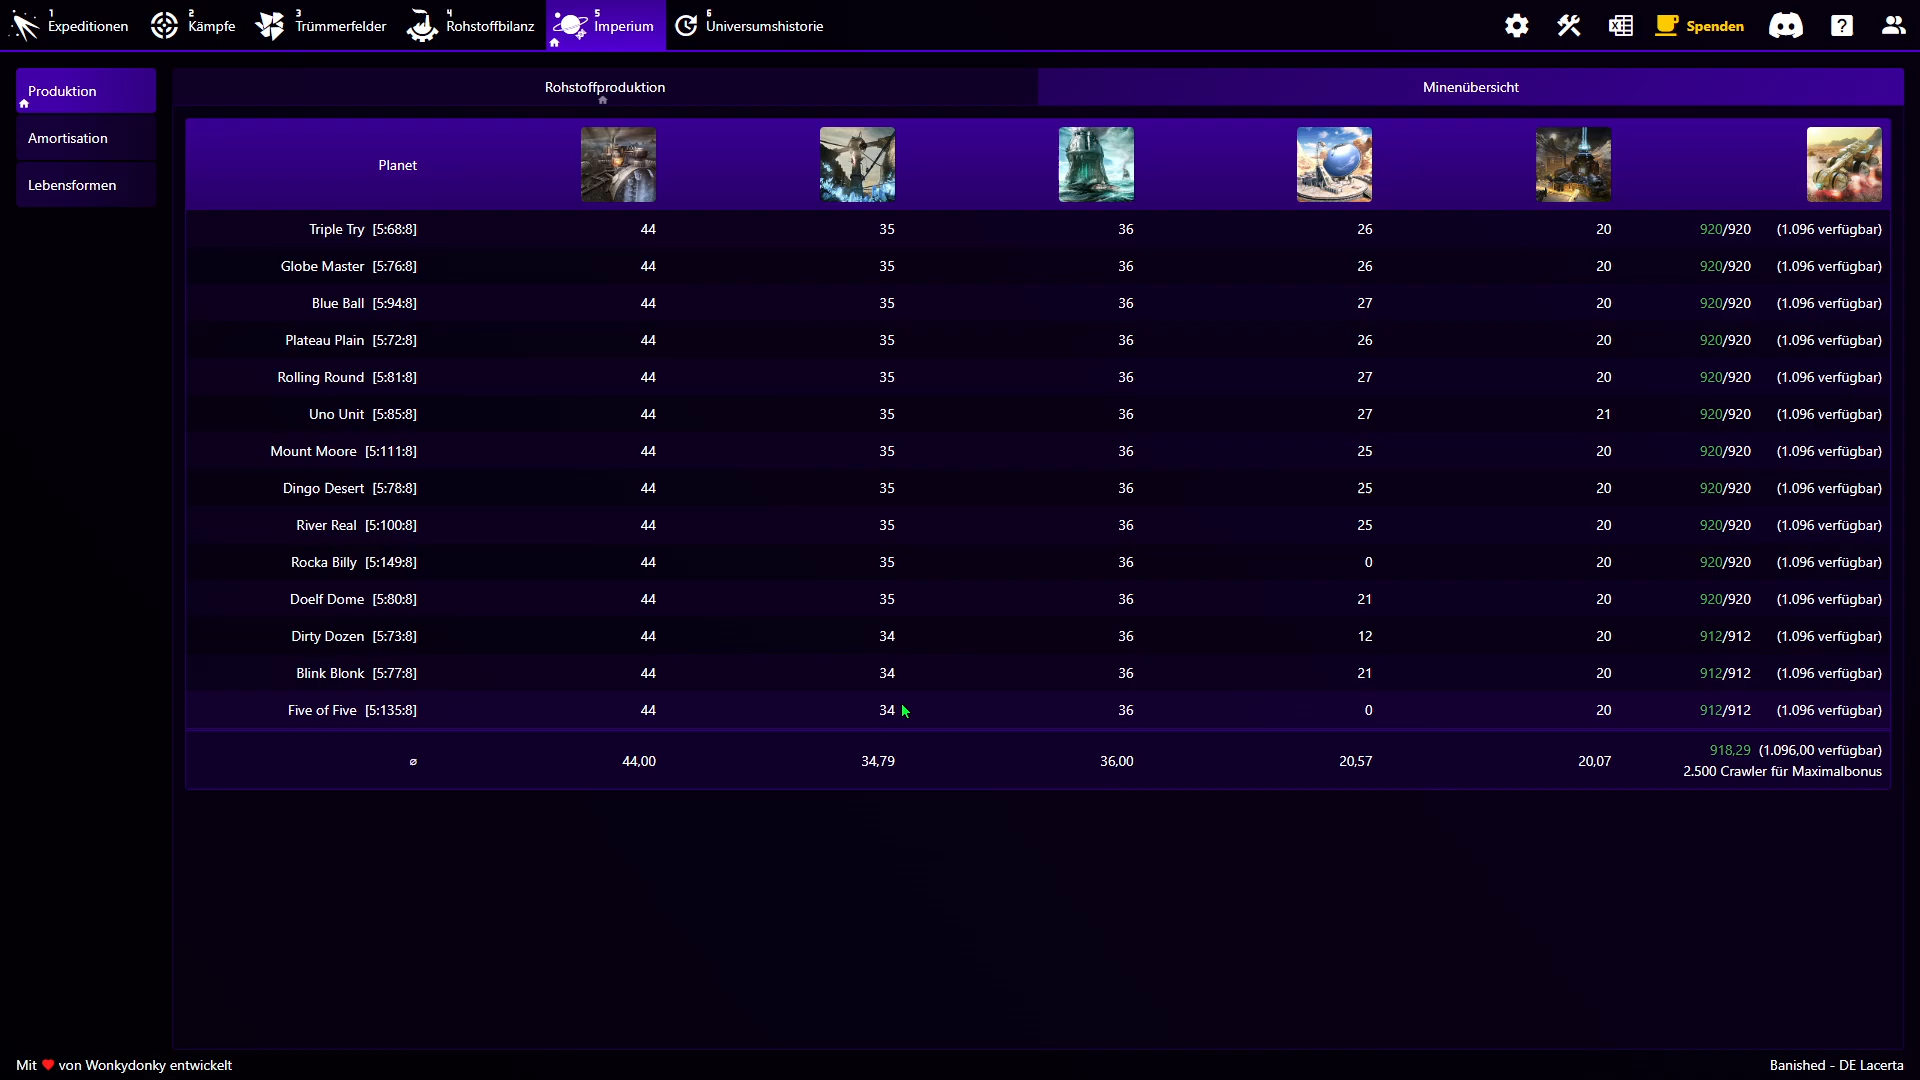 1 Expeditionen 2 Kämpfe 3 Trümmerfelder 4 Rohstoffbilanz 5 Imperium 6 Universumshistorie Spenden ?
Produktion
Amortisation
Lebensformen
Rohstoffproduktion Minenübersicht
Planet
Triple Try [5:68:8] 44 35 36 26 20 920/920 (1.096 verfügbar)
Globe Master [5:76:8] 44 35 36 26 20 920/920 (1.096 verfügbar)
Blue Ball [5:94:8] 44 35 36 27 20 920/920 (1.096 verfügbar)
Plateau Plain [5:72:8] 44 35 36 26 20 920/920 (1.096 verfügbar)
Rolling Round [5:81:8] 44 35 36 27 20 920/920 (1.096 verfügbar)
Uno Unit [5:85:8] 44 35 36 27 21 920/920 (1.096 verfügbar)
Mount Moore [5:111:8] 44 35 36 25 20 920/920 (1.096 verfügbar)
Dingo Desert [5:78:8] 44 35 36 25 20 920/920 (1.096 verfügbar)
River Real [5:100:8] 44 35 36 25 20 920/920 (1.096 verfügbar)
Rocka Billy [5:149:8] 44 35 36 0 20 920/920 (1.096 verfügbar)
Doelf Dome [5:80:8] 44 35 36 21 20 920/920 (1.096 verfügbar)
Dirty Dozen [5:73:8] 44 34 36 12 20 912/912 (1.096 verfügbar)
Blink Blonk [5:77:8] 44 34 36 21 20 912/912 (1.096 verfügbar)
Five of Five [5:135:8] 44 34 36 0 20 912/912 (1.096 verfügbar)
⌀ 44,00 34,79 36,00 20,57 20,07 918,29 (1.096,00 verfügbar)
2.500 Crawler für Maximalbonus
Mit ❤ von Wonkydonky entwickelt
Banished - DE Lacerta